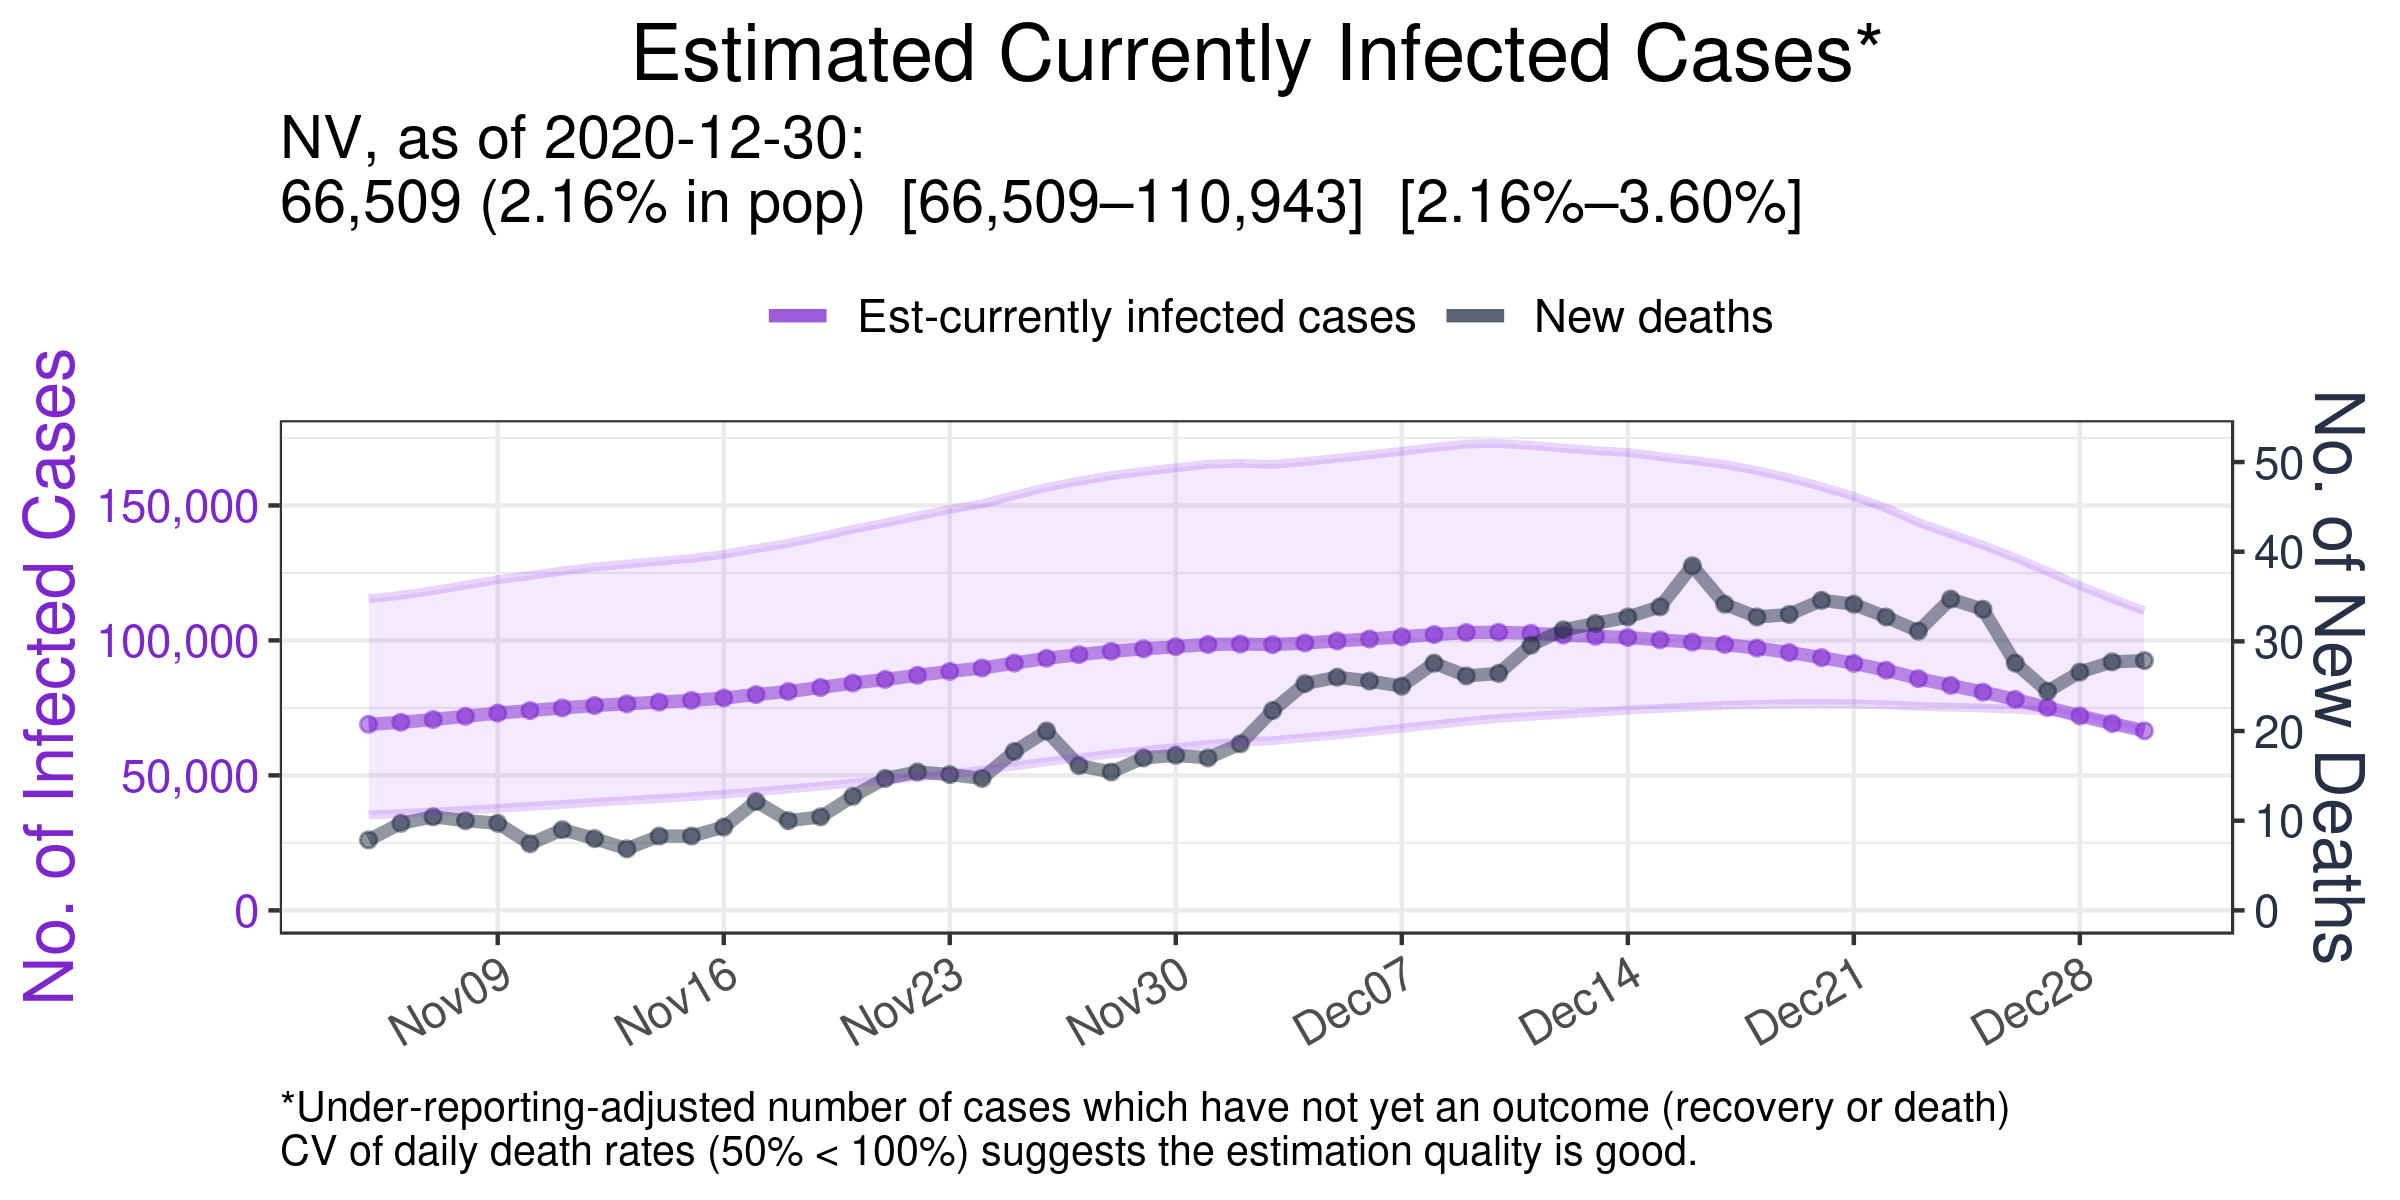 Estimated Currently Infected Cases*
NV, as of 2020-12-30:
66,509 (2.16% in pop)  [66,509–110,943]  [2.16%–3.60%]
Est-currently infected cases
New deaths
No. of Infected Cases
150,000
100,000
50,000
0
50
40
30
20
10
0
No. of New Deaths
Nov09
Nov16
Nov23
Nov30
Dec07
Dec14
Dec21
Dec28
*Under-reporting-adjusted number of cases which have not yet an outcome (recovery or death)
CV of daily death rates (50% < 100%) suggests the estimation quality is good.